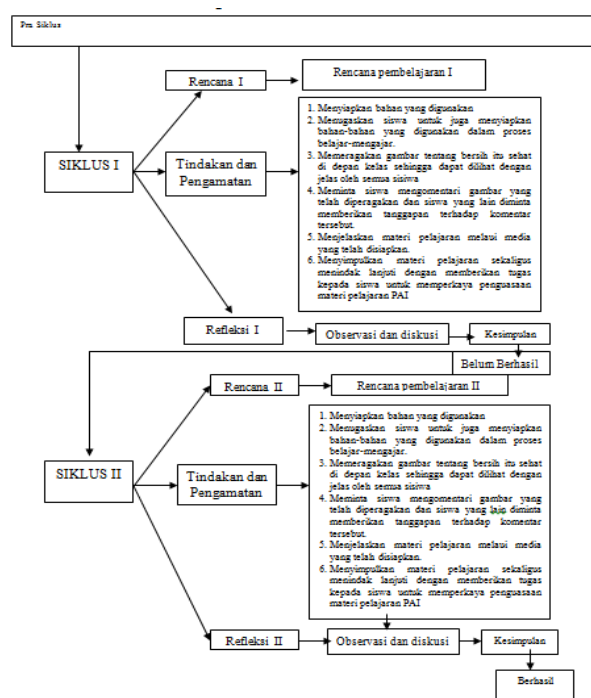 Pra Siklus
Rencana I
Rencana pembelajaran I
SIKLUS I
Tindakan dan
Pengamatan
1. Menyiapkan bahan yang digunakan
2. Menugaskan siswa untuk juga menyiapkan
bahan-bahan yang digunakan dalam proses
belajar-mengajar.
3. Memeragakan gambar tentang bersih itu sehat
di depan kelas sehingga dapat dilihat dengan
jelas oleh semua sisiwa
4. Meminta siswa mengomentari gambar yang
telah diperagakan dan siswa yang lain diminta
memberikan tanggapan terhadap komentar
tersebut.
5. Menjelaskan materi pelajaran melaui media
yang telah disiapkan.
6. Menyimpulkan materi pelajaran sekaligus
menindak lanjuti dengan memberikan tugas
kepada siswa untuk memperkaya penguasaan
materi pelajaran PAI
Refleksi I
Observasi dan diskusi
Kesimpulan
Belum Berhasil
Rencana II
Rencana pembelajaran II
SIKLUS II
Tindakan dan
Pengamatan
1. Menyiapkan bahan yang digunakan
2. Menugaskan siswa untuk juga menyiapkan
bahan-bahan yang digunakan dalam proses
belajar-mengajar.
3. Memeragakan gambar tentang bersih itu sehat
di depan kelas sehingga dapat dilihat dengan
jelas oleh semua sisiwa
4. Meminta siswa mengomentari gambar yang
telah diperagakan dan siswa yang lain diminta
memberikan tanggapan terhadap komentar
tersebut.
5. Menjelaskan materi pelajaran melaui media
yang telah disiapkan.
6. Menyimpulkan materi pelajaran sekaligus
menindak lanjuti dengan memberikan tugas
kepada siswa untuk memperkaya penguasaan
materi pelajaran PAI
Refleksi II
Observasi dan diskusi
Kesimpulan
Berhasil